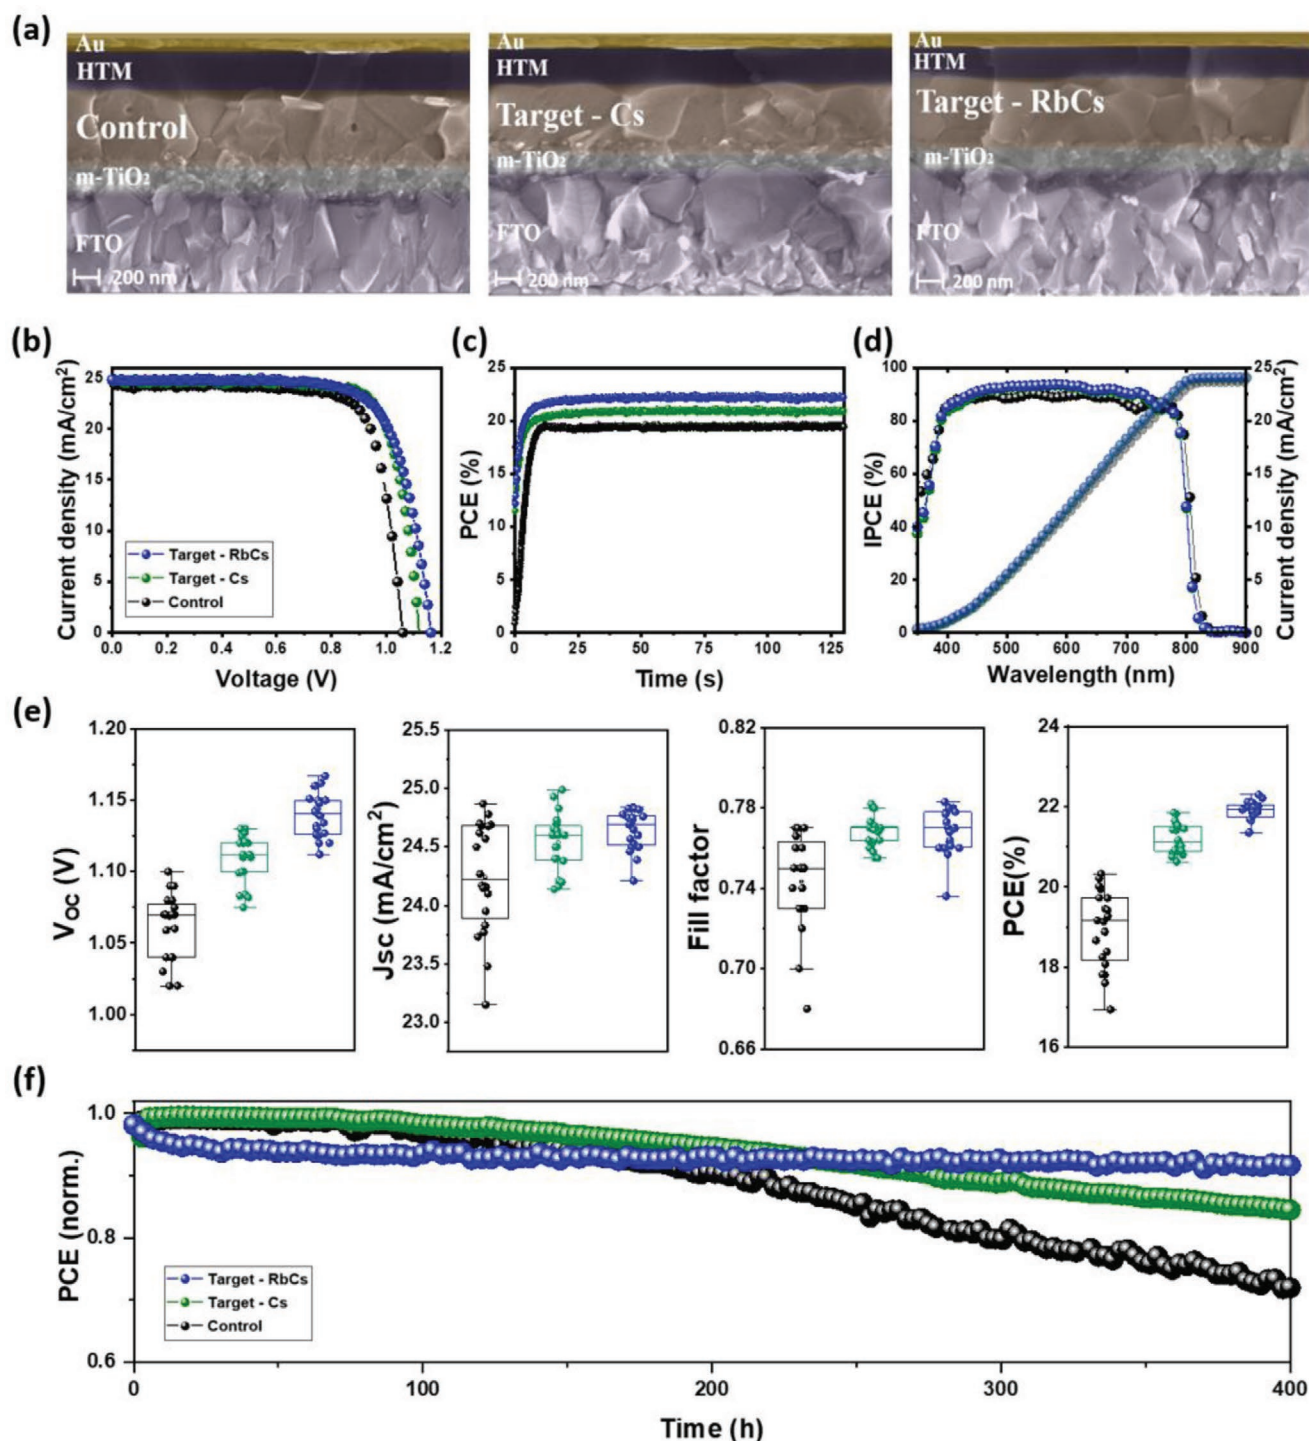 (a)
Au
HTM
Control
m-TiO2
FTO
200 nm
Au
HTM
Target - Cs
m-TiO2
FTO
200 nm
Au
HTM
Target - RbCs
m-TiO2
FTO
200 nm
(b)
Current density (mA/cm²)
25
20
15
10
5
0
Target - RbCs
Target - Cs
Control
0.0 0.2 0.4 0.6 0.8 1.0 1.2
Voltage (V)
(c)
PCE (%)
25
20
15
10
5
0
0 25 50 75 100 125
Time (s)
(d)
IPCE (%)
100
80
60
40
20
0
25
20
15
10
5
0
Current density (mA/cm²)
400 500 600 700 800 900
Wavelength (nm)
(e)
VOC (V)
1.20
1.15
1.10
1.05
1.00
Jsc (mA/cm²)
25.5
25.0
24.5
24.0
23.5
23.0
Fill factor
0.82
0.78
0.74
0.70
0.66
PCE(%)
24
22
20
18
16
(f)
PCE (norm.)
1.0
0.8
0.6
Target - RbCs
Target - Cs
Control
0 100 200 300 400
Time (h)